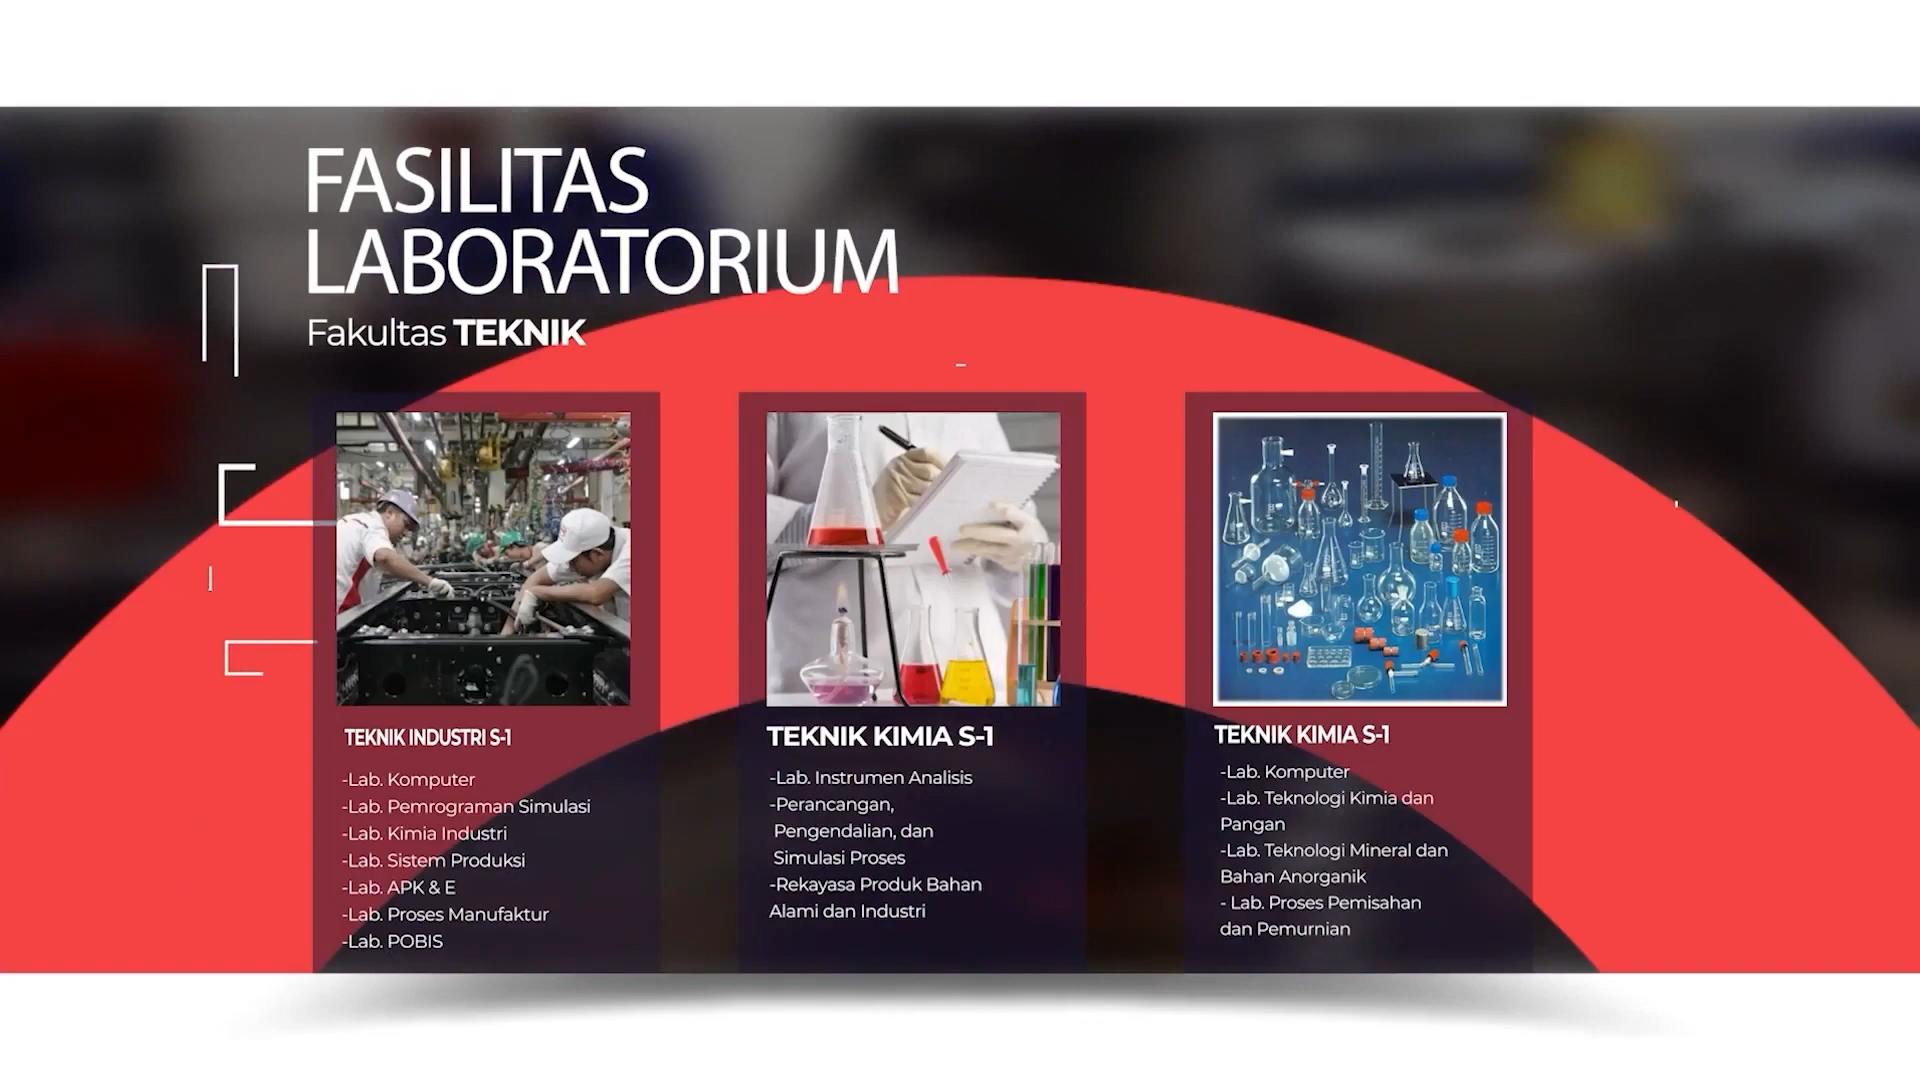 FASILITAS
LABORATORIUM
Fakultas TEKNIK
TEKNIK INDUSTRI S-1
-Lab. Komputer
-Lab. Pemrograman Simulasi
-Lab. Kimia Industri
-Lab. Sistem Produksi
-Lab. APK & E
-Lab. Proses Manufaktur
-Lab. POBIS
TEKNIK KIMIA S-1
-Lab. Instrumen Analisis
-Perancangan,
Pengendalian, dan
Simulasi Proses
-Rekayasa Produk Bahan
Alami dan Industri
TEKNIK KIMIA S-1
-Lab. Komputer
-Lab. Teknologi Kimia dan
Pangan
-Lab. Teknologi Mineral dan
Bahan Anorganik
- Lab. Proses Pemisahan
dan Pemurnian